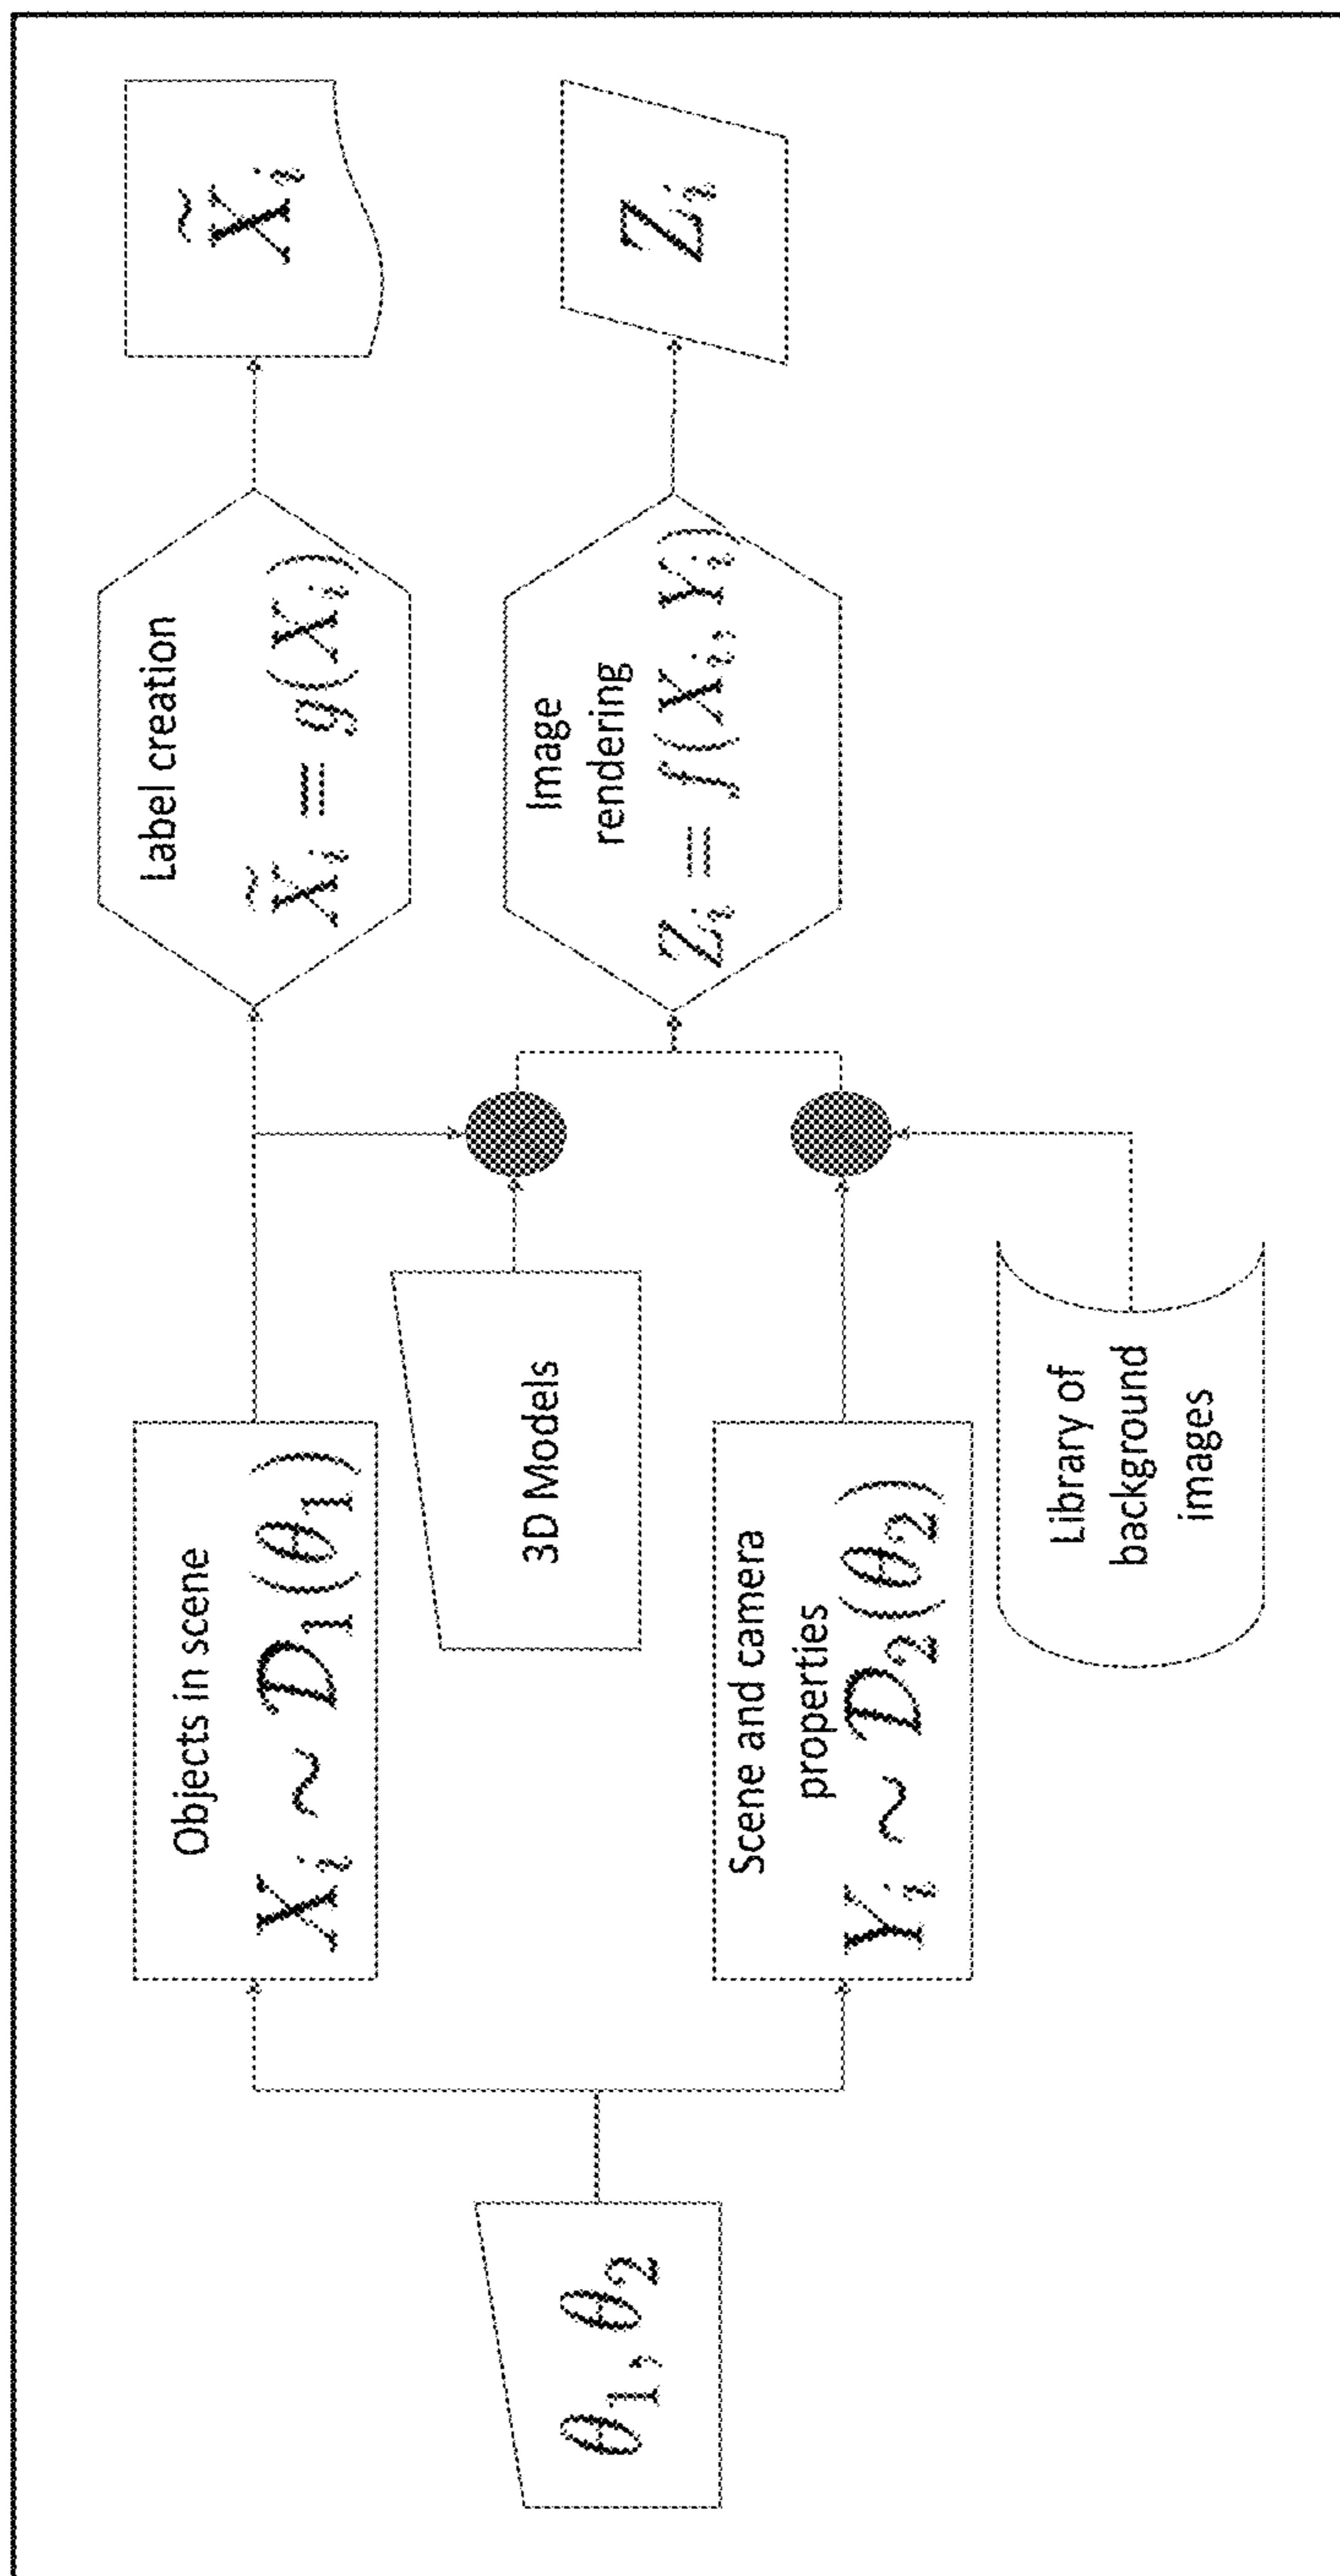 θ₁, θ₂
Objects in scene
Xᵢ ~ D₁(θ₁)
3D Models
Scene and camera
properties
Yᵢ ~ D₂(θ₂)
Library of
background
images
Label creation
X̃ᵢ = g(Xᵢ)
Image
rendering
Zᵢ = f(Xᵢ, Yᵢ)
X̃ᵢ
Zᵢ